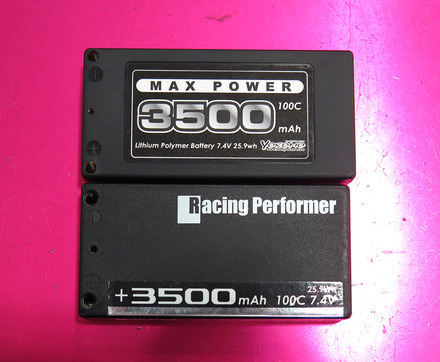 MAX POWER
3500
100C
mAh
Lithium Polymer Battery 7.4V 25.9wh
Racing Performer
25.9Wh
+3500mAh 100C 7.4V